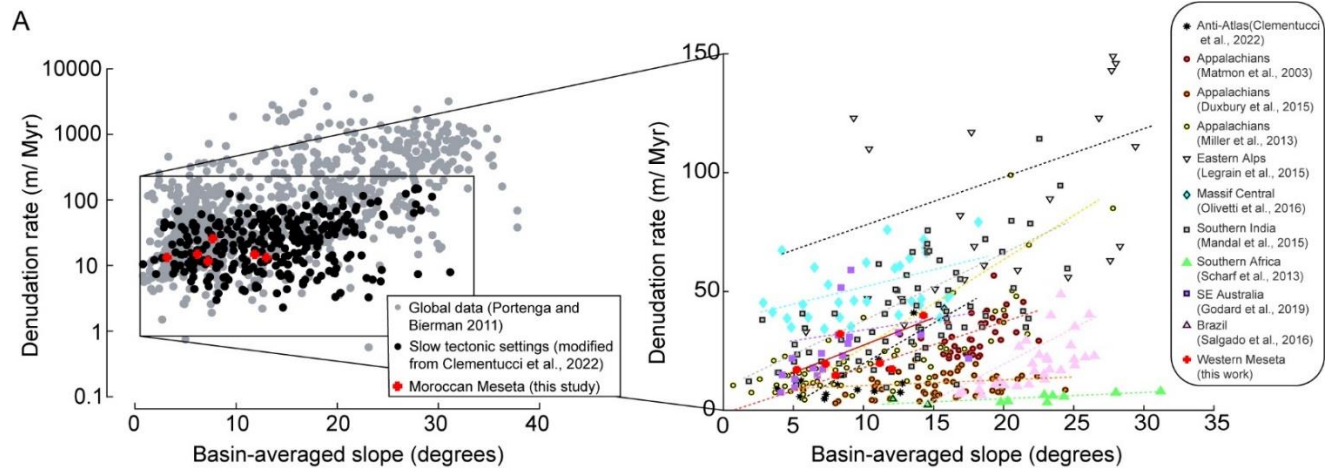 A
10000
1000
100
10
1
0.1
Denudation rate (m/ Myr)
0
10
20
30
40
Basin-averaged slope (degrees)
Global data (Portenga and
Bierman 2011)
Slow tectonic settings (modified
from Clementucci et al., 2022)
Moroccan Meseta (this study)
150
100
50
0
Denudation rate (m/ Myr)
0
5
10
15
20
25
30
35
Basin-averaged slope (degrees)
Anti-Atlas(Clementucci
et al., 2022)
Appalachians
(Matmon et al., 2003)
Appalachians
(Duxbury et al., 2015)
Appalachians
(Miller et al., 2013)
Eastern Alps
(Legrain et al., 2015)
Massif Central
(Olivetti et al., 2016)
Southern India
(Mandal et al., 2015)
Southern Africa
(Scharf et al., 2013)
SE Australia
(Godard et al., 2019)
Brazil
(Salgado et al., 2016)
Western Meseta
(this work)